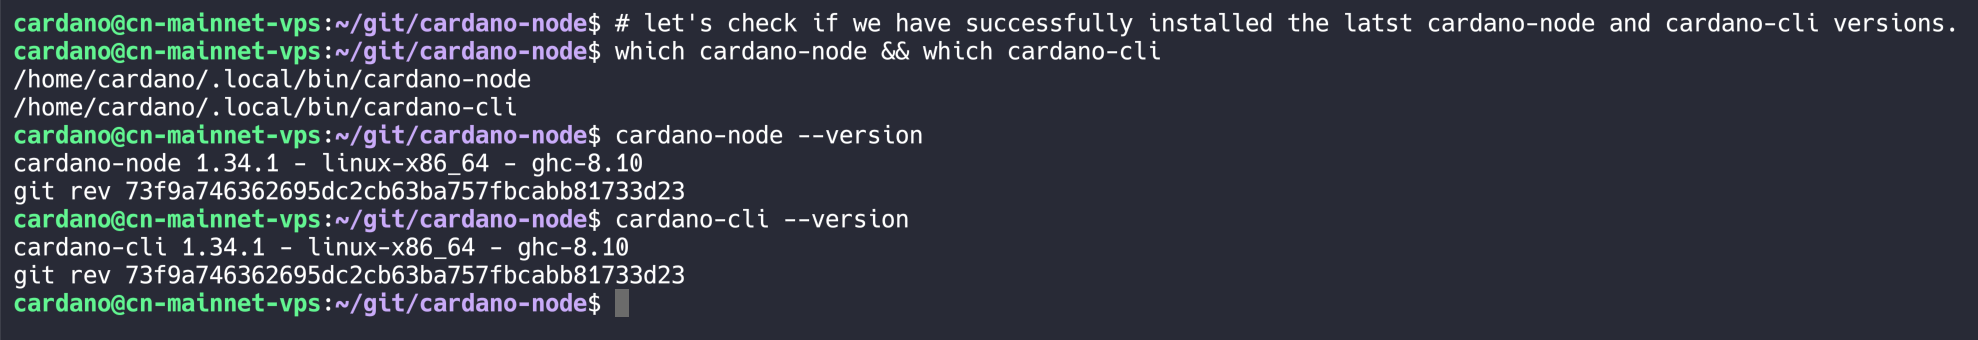 cardano@cn-mainnet-vps:~/git/cardano-node$ # let's check if we have successfully installed the latst cardano-node and cardano-cli versions.
cardano@cn-mainnet-vps:~/git/cardano-node$ which cardano-node && which cardano-cli
/home/cardano/.local/bin/cardano-node
/home/cardano/.local/bin/cardano-cli
cardano@cn-mainnet-vps:~/git/cardano-node$ cardano-node --version
cardano-node 1.34.1 - linux-x86_64 - ghc-8.10
git rev 73f9a746362695dc2cb63ba757fbcabb81733d23
cardano@cn-mainnet-vps:~/git/cardano-node$ cardano-cli --version
cardano-cli 1.34.1 - linux-x86_64 - ghc-8.10
git rev 73f9a746362695dc2cb63ba757fbcabb81733d23
cardano@cn-mainnet-vps:~/git/cardano-node$